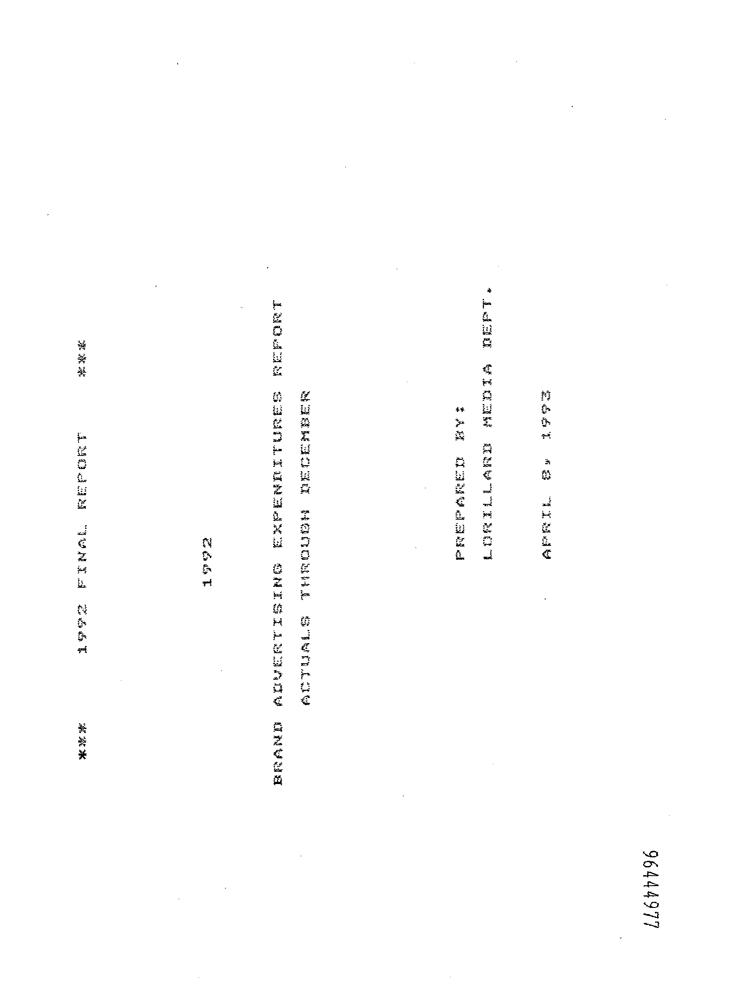 *** 1992 FINAL REPORT ***
1992
BRAND ADVERTISING EXPENDITURES REPORT
ACTUALS THROUGH DECEMBER
PREPARED BY:
LORILLARD MEDIA DEPT.
APRIL 8, 1993
96444977